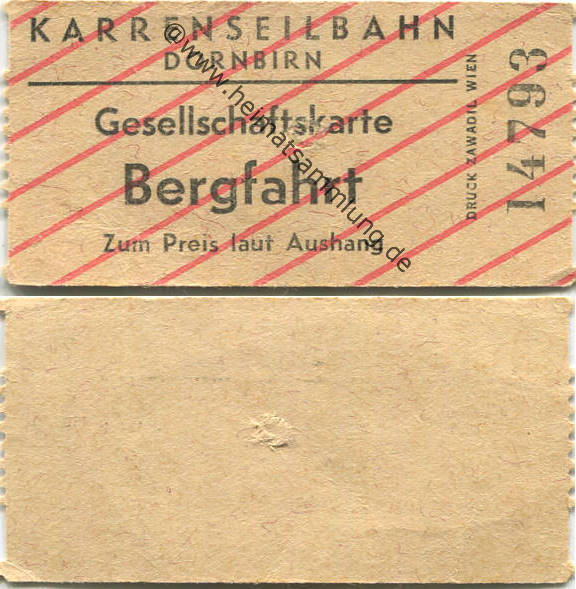 KARRENSEILBAHN
DORNBIRN
Gesellschaftskarte
Bergfahrt
Zum Preis laut Aushang
DRUCK ZAWADIL WIEN
14793
@www.heimatsammlung.de